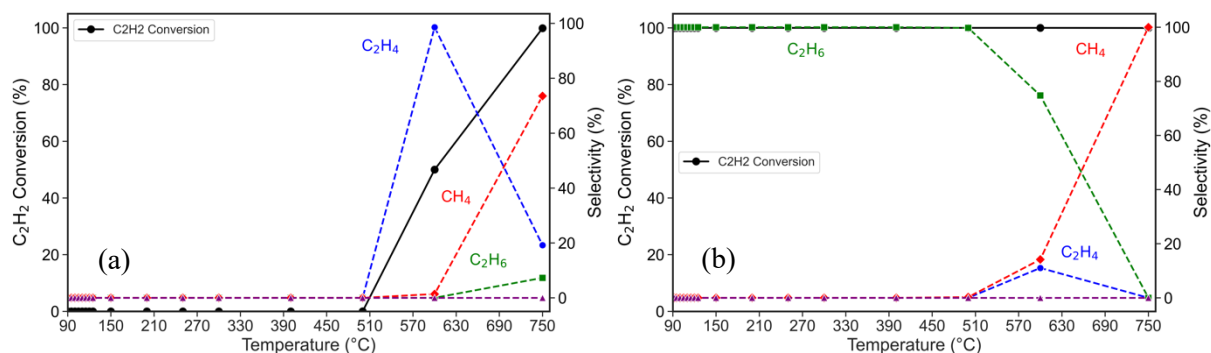 C2H2 Conversion
C₂H₄
CH₄
C₂H₆
(a)
C₂H₂ Conversion (%)
100
80
60
40
20
0
Selectivity (%)
100
80
60
40
20
0
90 150 210 270 330 390 450 510 570 630 690 750
Temperature (°C)
C₂H₆
CH₄
C2H2 Conversion
C₂H₄
(b)
C₂H₂ Conversion (%)
100
80
60
40
20
0
Selectivity (%)
100
80
60
40
20
0
90 150 210 270 330 390 450 510 570 630 690 750
Temperature (°C)